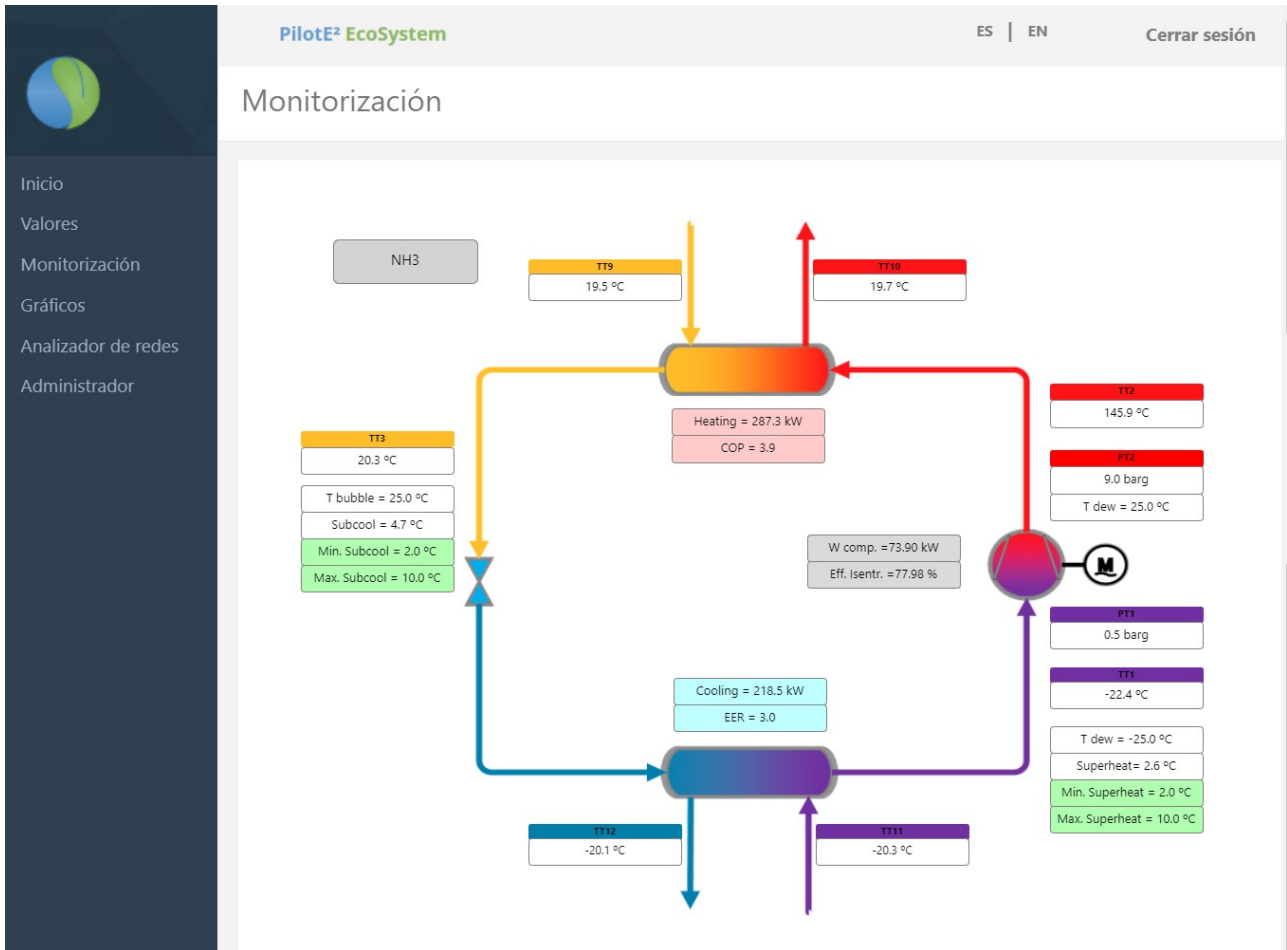 PilotE² EcoSystem
ES | EN
Cerrar sesión
Monitorización
Inicio
Valores
Monitorización
Gráficos
Analizador de redes
Administrador
NH3
TT9
19.5 ºC
TT10
19.7 ºC
Heating = 287.3 kW
COP = 3.9
TT2
145.9 ºC
PT2
9.0 barg
T dew = 25.0 ºC
TT3
20.3 ºC
T bubble = 25.0 ºC
Subcool = 4.7 ºC
Min. Subcool = 2.0 ºC
Max. Subcool = 10.0 ºC
W comp. =73.90 kW
Eff. Isentr. =77.98 %
M
PT1
0.5 barg
TT1
-22.4 ºC
T dew = -25.0 ºC
Superheat= 2.6 ºC
Min. Superheat = 2.0 ºC
Max. Superheat = 10.0 ºC
Cooling = 218.5 kW
EER = 3.0
TT12
-20.1 ºC
TT11
-20.3 ºC